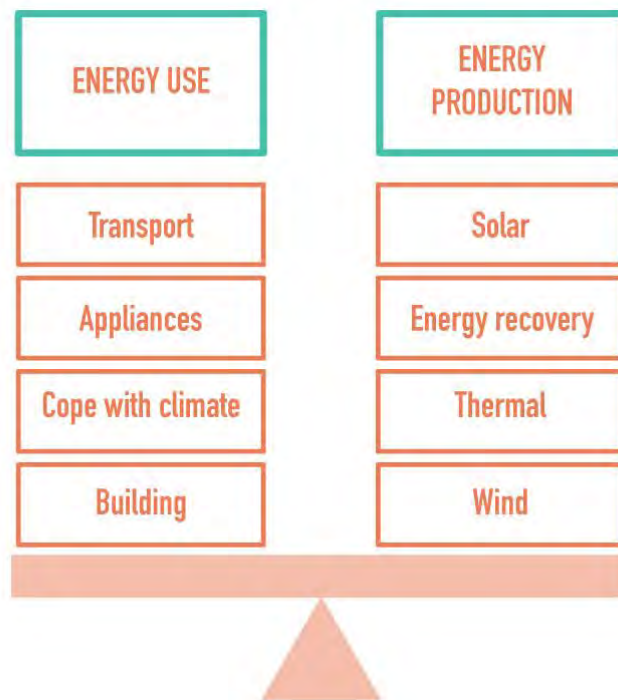 ENERGY USE
ENERGY
PRODUCTION
Transport
Solar
Appliances
Energy recovery
Cope with climate
Thermal
Building
Wind